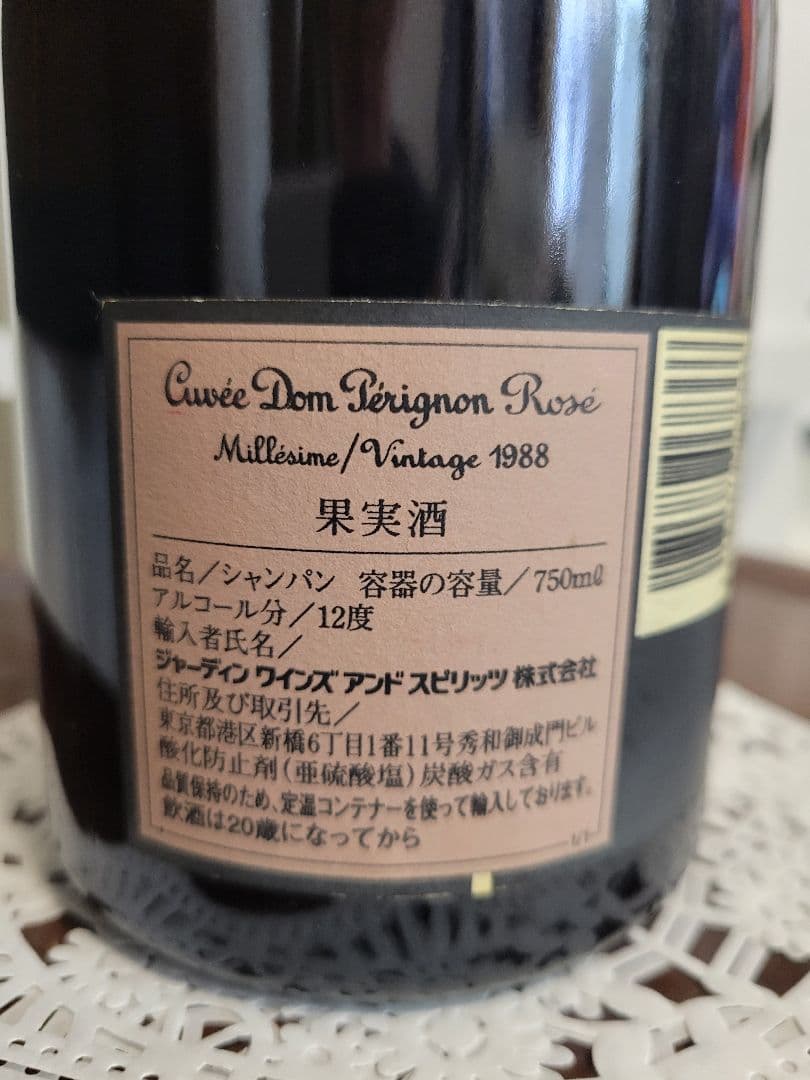 Cuvée Dom Pérignon Rosé
Millésime/Vintage 1988
果実酒
品名/シャンパン 容器の容量/750mℓ
アルコール分/12度
輸入者氏名/
ジャーディン ワインズ アンド スピリッツ 株式会社
住所及び取引先/
東京都港区新橋6丁目1番11号秀和御成門ビル
酸化防止剤(亜硫酸塩)炭酸ガス含有
品質保持のため、定温コンテナーを使って輸入しております。
飲酒は20歳になってから